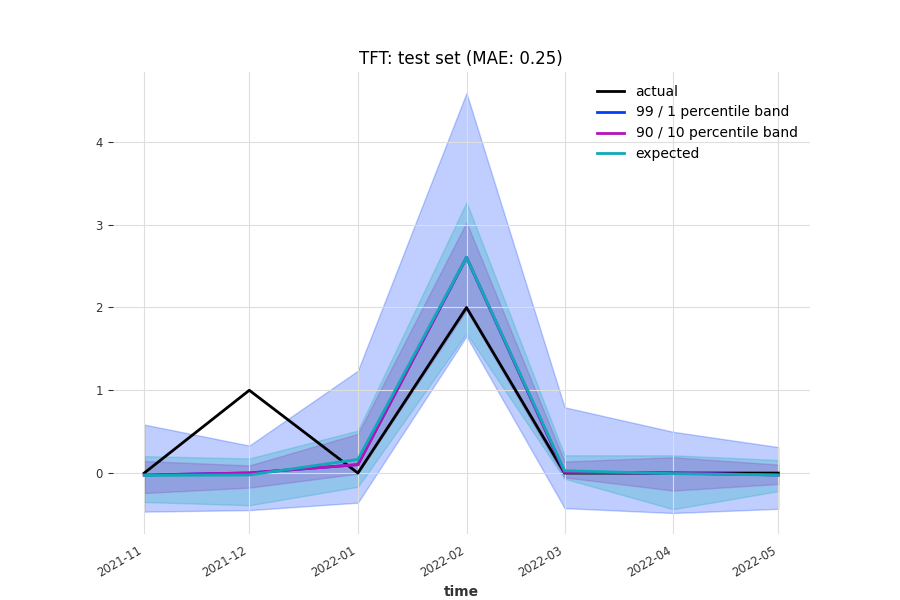 TFT: test set (MAE: 0.25)
actual
99 / 1 percentile band
90 / 10 percentile band
expected
4
3
2
1
0
2021-11
2021-12
2022-01
2022-02
2022-03
2022-04
2022-05
time